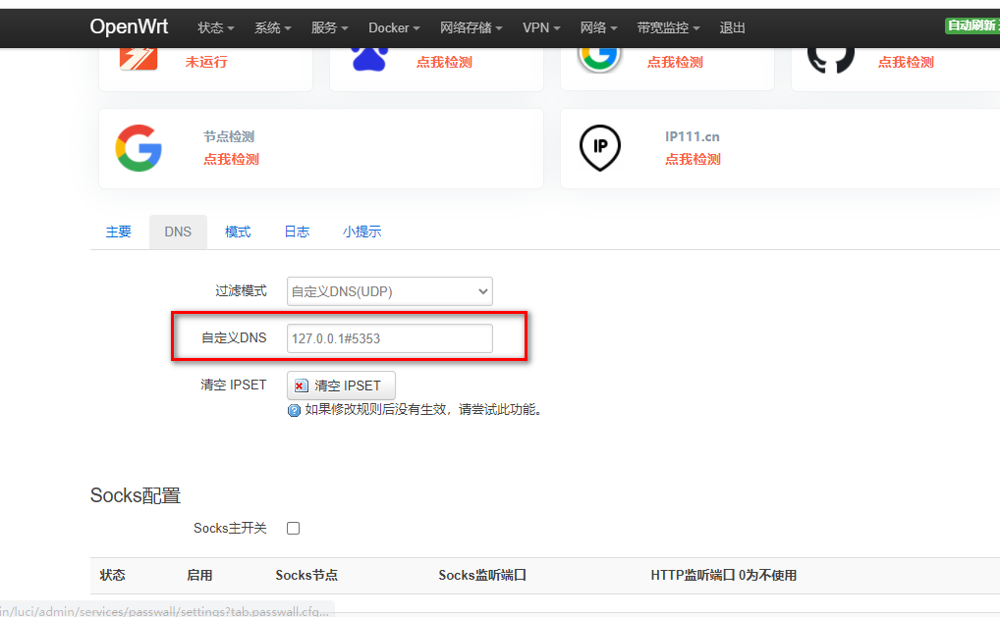 OpenWrt 状态 系统 服务 Docker 网络存储 VPN 网络 带宽监控 退出 自动刷新
未运行 点我检测 点我检测 点我检测
节点检测 IP IP111.cn
点我检测 点我检测
主要 DNS 模式 日志 小提示
过滤模式 自定义DNS(UDP)
自定义DNS 127.0.0.1#5353
清空 IPSET 清空 IPSET
如果修改规则后没有生效，请尝试此功能。
Socks配置
Socks主开关
状态 启用 Socks节点 Socks监听端口 HTTP监听端口 0为不使用
in/luci/admin/services/passwall/settings?tab.passwall.cfg...